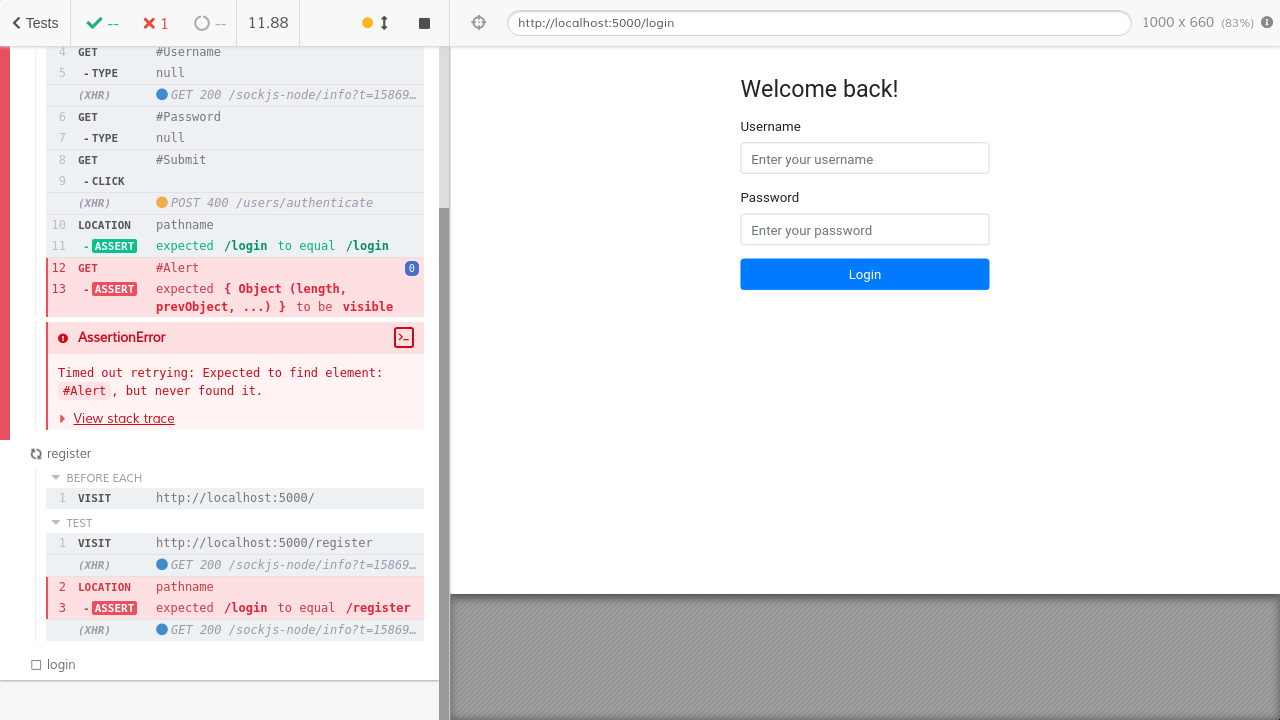 Tests
--
1
--
11.88
4 GET #Username
5 - TYPE null
(XHR) GET 200 /sockjs-node/info?t=15869…
6 GET #Password
7 - TYPE null
8 GET #Submit
9 - CLICK
(XHR) POST 400 /users/authenticate
10 LOCATION pathname
11 - ASSERT expected /login to equal /login
12 GET #Alert 0
13 - ASSERT expected { Object (length,
prevObject, ...) } to be visible
AssertionError
Timed out retrying: Expected to find element:
#Alert, but never found it.
View stack trace
register
BEFORE EACH
1 VISIT http://localhost:5000/
TEST
1 VISIT http://localhost:5000/register
(XHR) GET 200 /sockjs-node/info?t=15869…
2 LOCATION pathname
3 - ASSERT expected /login to equal /register
(XHR) GET 200 /sockjs-node/info?t=15869…
login
http://localhost:5000/login
1000 x 660 (83%)
Welcome back!
Username
Enter your username
Password
Enter your password
Login